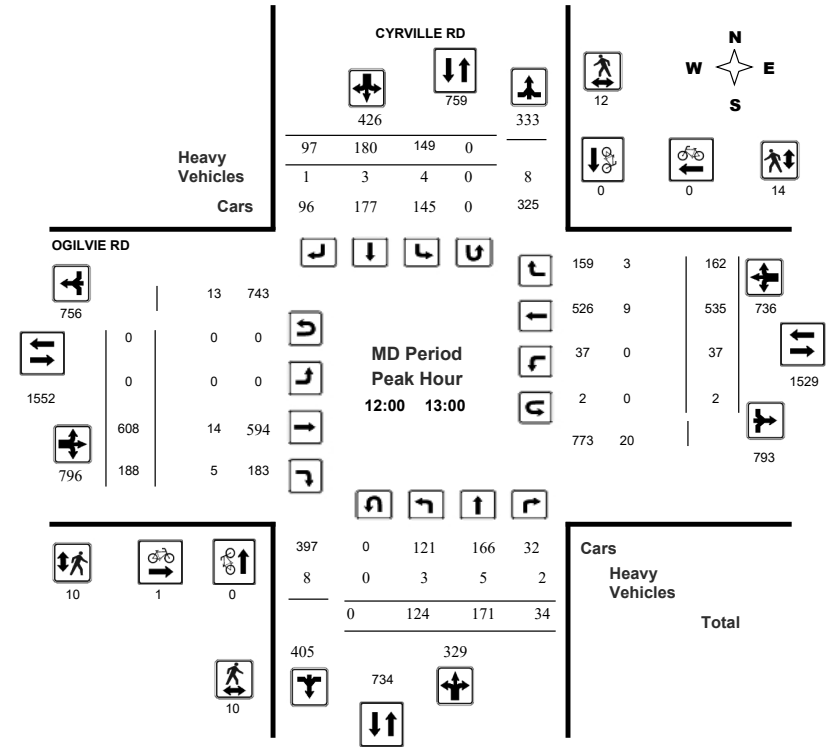 CYRVILLE RD
N
W E
S
759
12
426 333
97 180 149 0
Heavy
Vehicles 1 3 4 0 8
Cars 96 177 145 0 325
0 0 14
OGILVIE RD
756
13 743
0 0 0
0 0 0
1552
608 14 594
188 5 183
796
MD Period
Peak Hour
12:00 13:00
159 3 162
526 9 535 736
37 0 37
1529
2 0 2
773 20
793
397 0 121 166 32 Cars
8 0 3 5 2 Heavy
Vehicles
0 124 171 34 Total
10 1 0
405 329
734
10